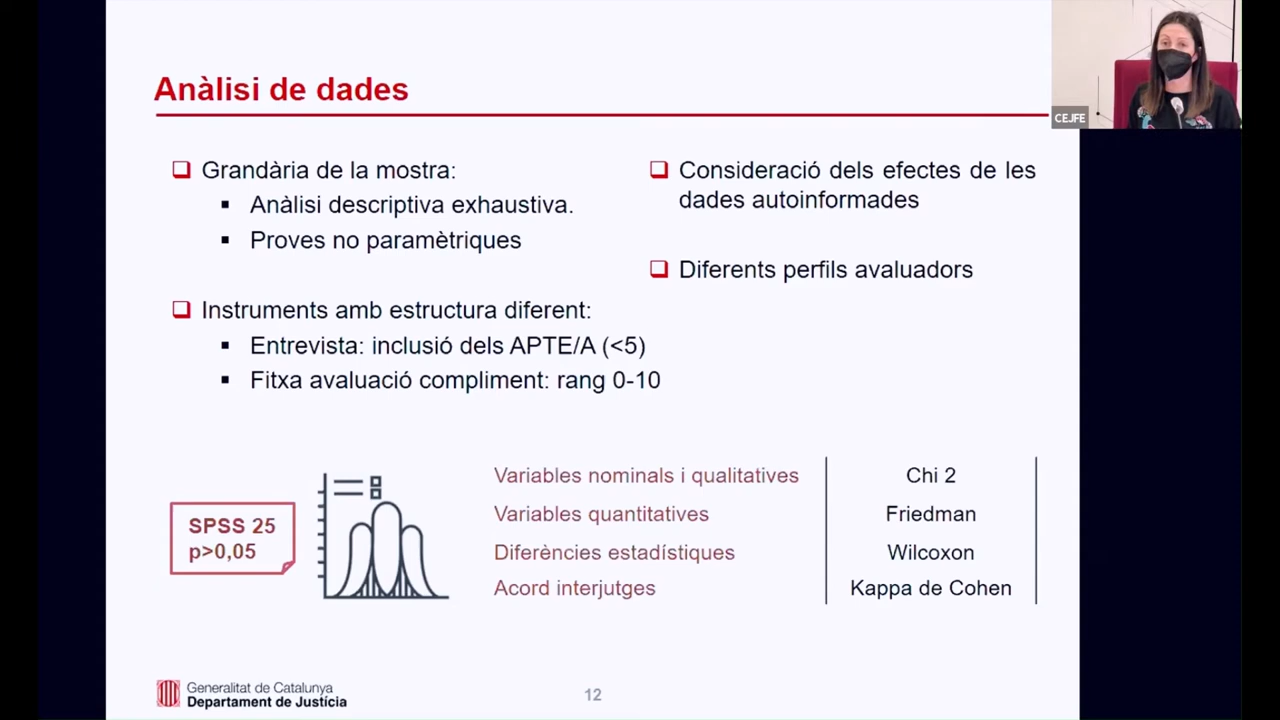 Anàlisi de dades
CEJFE
Grandària de la mostra:
Anàlisi descriptiva exhaustiva.
Proves no paramètriques
Instruments amb estructura diferent:
Entrevista: inclusió dels APTE/A (<5)
Fitxa avaluació compliment: rang 0-10
Consideració dels efectes de les
dades autoinformades
Diferents perfils avaluadors
SPSS 25
p>0,05
Variables nominals i qualitatives Chi 2
Variables quantitatives Friedman
Diferències estadístiques Wilcoxon
Acord interjutges Kappa de Cohen
Generalitat de Catalunya
Departament de Justícia
12